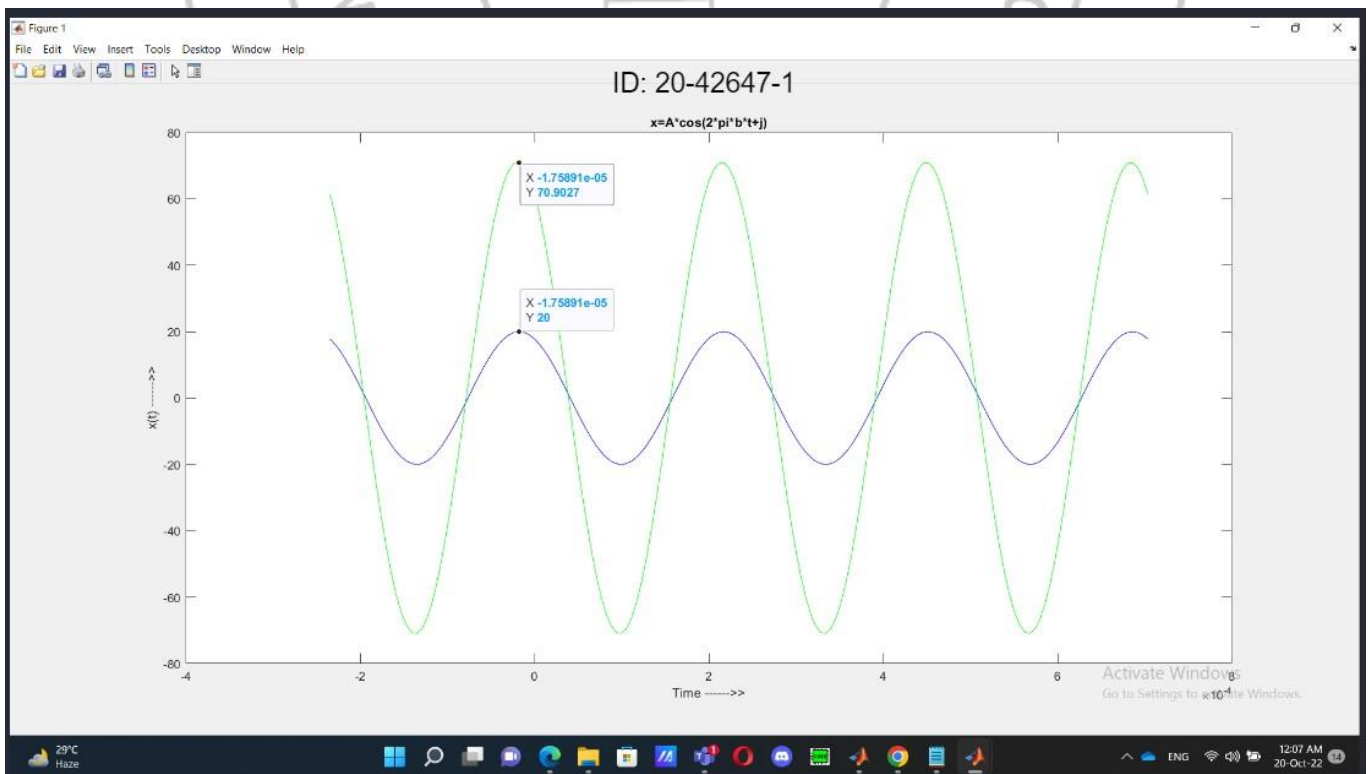 Figure 1
File Edit View Insert Tools Desktop Window Help
ID: 20-42647-1
x=A*cos(2*pi*b*t+j)
80
60
40
20
0
-20
-40
-60
-80
x(t) ------>>
X -1.75891e-05
Y 70.9027
X -1.75891e-05
Y 20
-4 -2 0 2 4 6 8
Time ------>>
×10-4
Activate Windows
Go to Settings to activate Windows.
29°C
Haze
1
ENG
12:07 AM
20-Oct-22
14